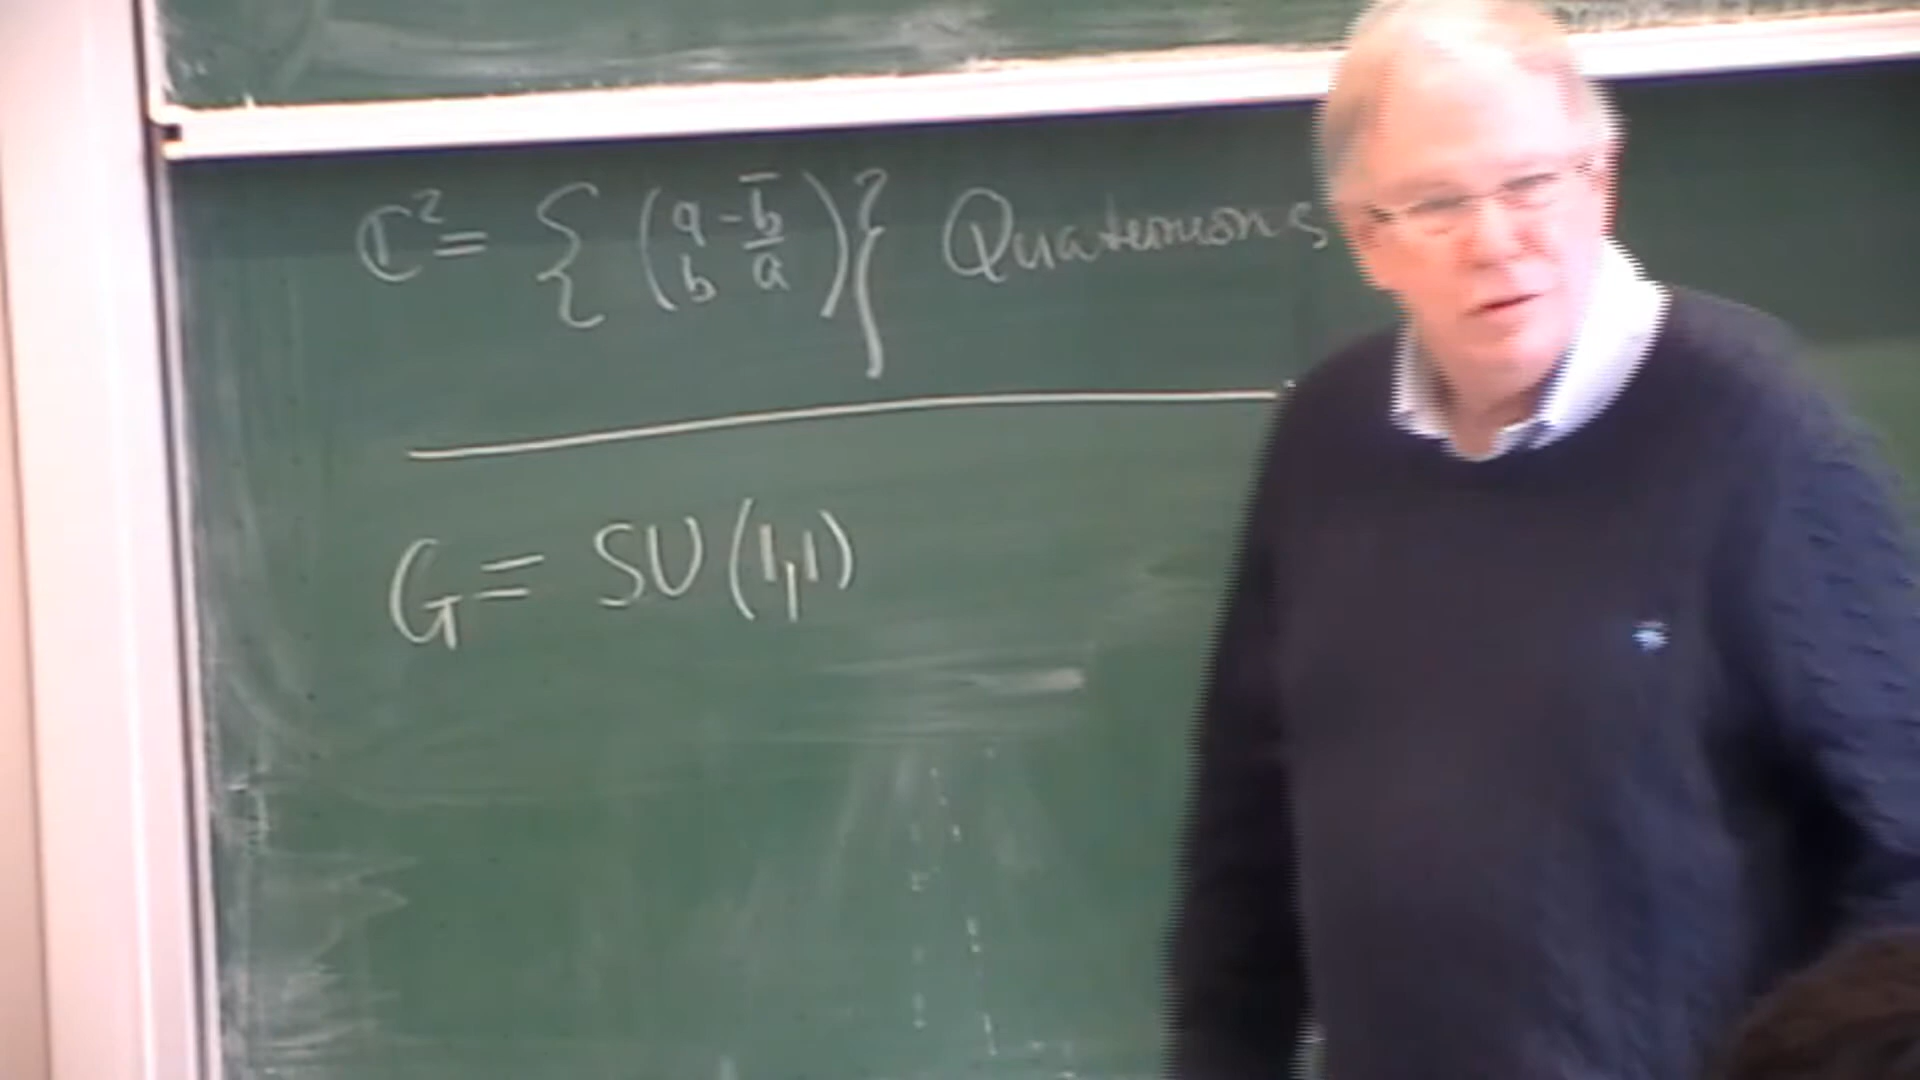 ℂ² = { ( a -b̄ b ā ) } Quaternions
G = SU(1,1)